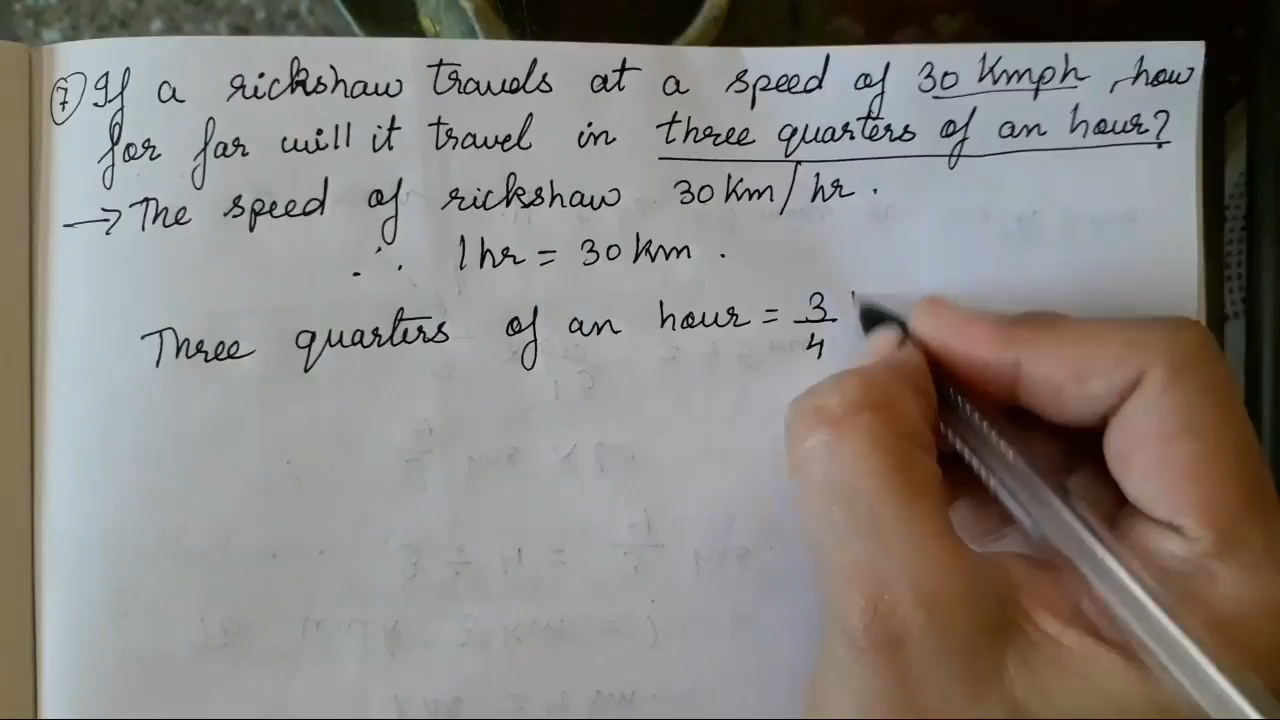 7 If a rickshaw travels at a speed of 30 Kmph, how
for far will it travel in three quarters of an hour?
→ The speed of rickshaw 30 Km/hr.
∴ 1 hr = 30 Km.
Three quarters of an hour = 3/4